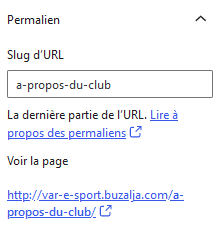 Permalien
Slug d'URL
a-propos-du-club
La dernière partie de l'URL. Lire à
propos des permaliens
Voir la page
http://var-e-sport.buzalja.com/a-
propos-du-club/